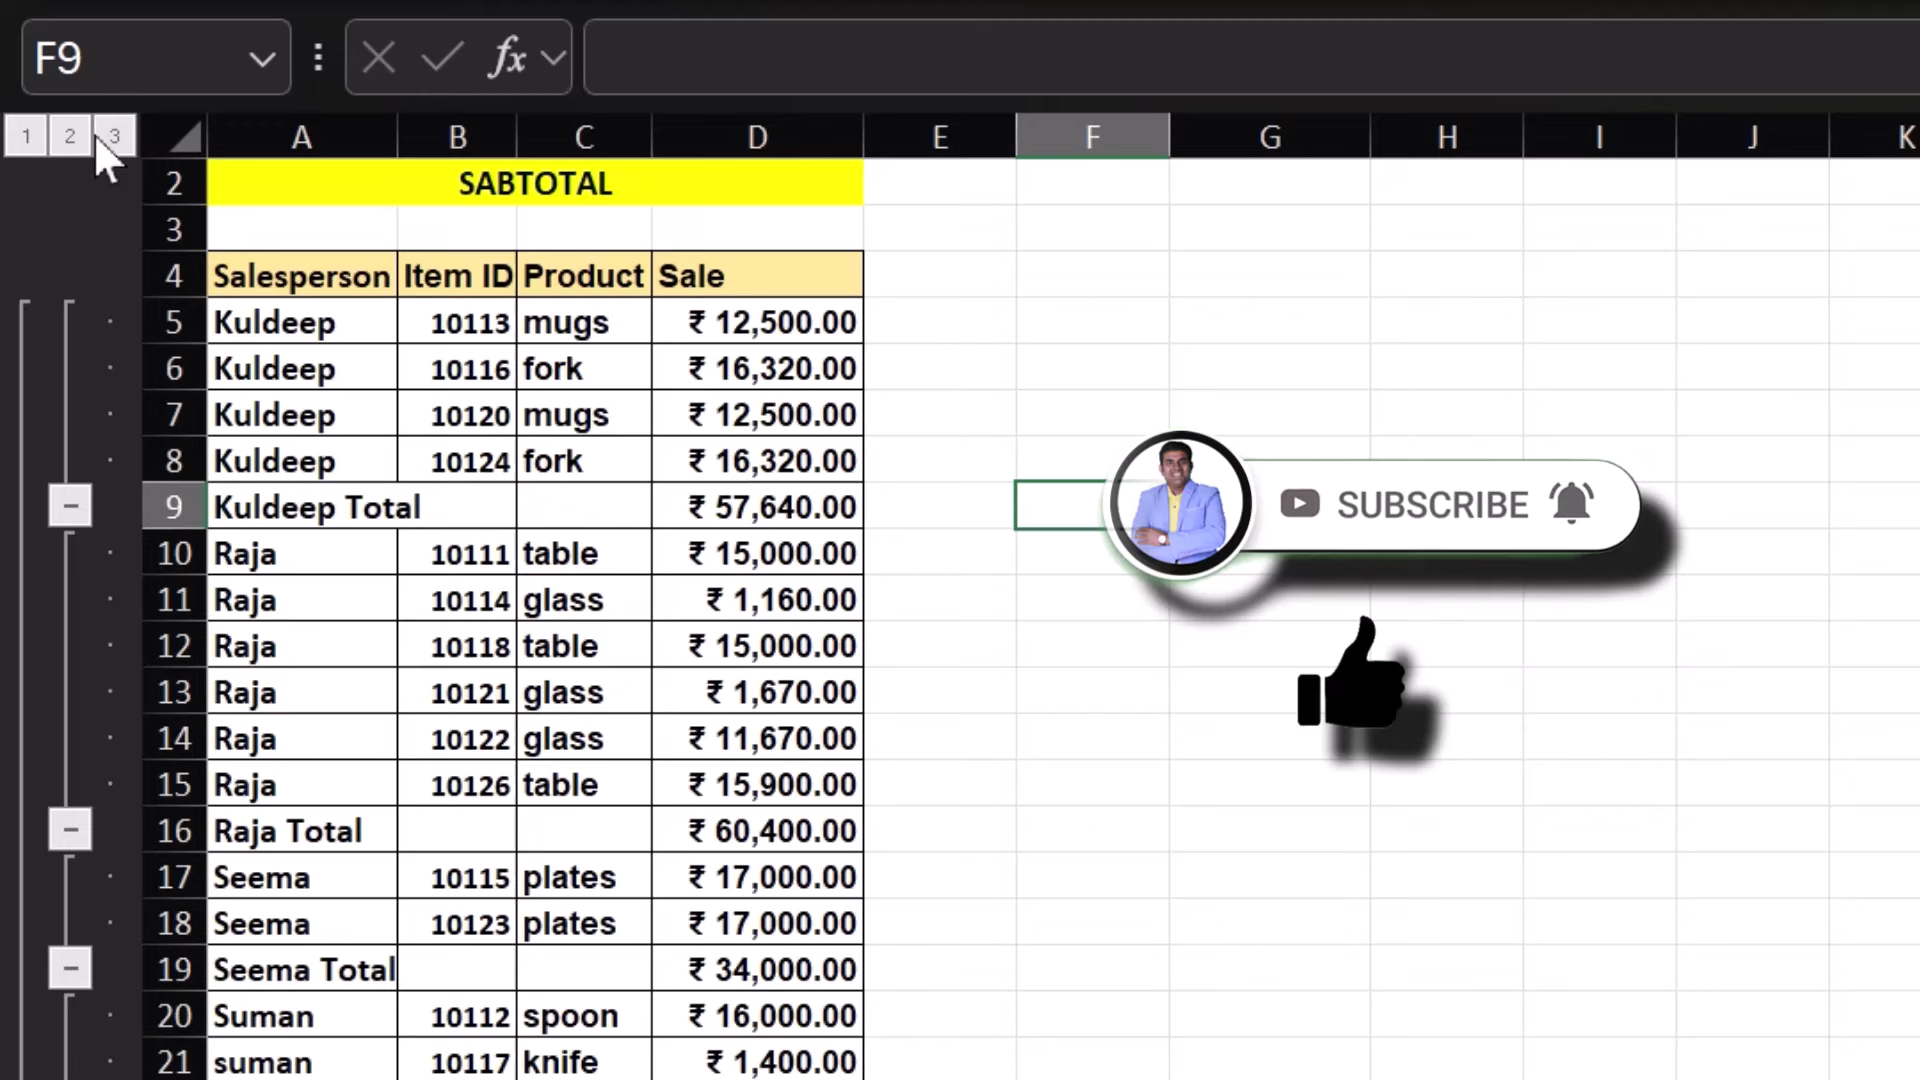 F9
fx
1 2 3 A B C D E F G H I J K
2 SABTOTAL
3
4 Salesperson Item ID Product Sale
5 Kuldeep 10113 mugs ₹ 12,500.00
6 Kuldeep 10116 fork ₹ 16,320.00
7 Kuldeep 10120 mugs ₹ 12,500.00
8 Kuldeep 10124 fork ₹ 16,320.00
9 Kuldeep Total ₹ 57,640.00
SUBSCRIBE
10 Raja 10111 table ₹ 15,000.00
11 Raja 10114 glass ₹ 1,160.00
12 Raja 10118 table ₹ 15,000.00
13 Raja 10121 glass ₹ 1,670.00
14 Raja 10122 glass ₹ 11,670.00
15 Raja 10126 table ₹ 15,900.00
16 Raja Total ₹ 60,400.00
17 Seema 10115 plates ₹ 17,000.00
18 Seema 10123 plates ₹ 17,000.00
19 Seema Total ₹ 34,000.00
20 Suman 10112 spoon ₹ 16,000.00
21 suman 10117 knife ₹ 1,400.00